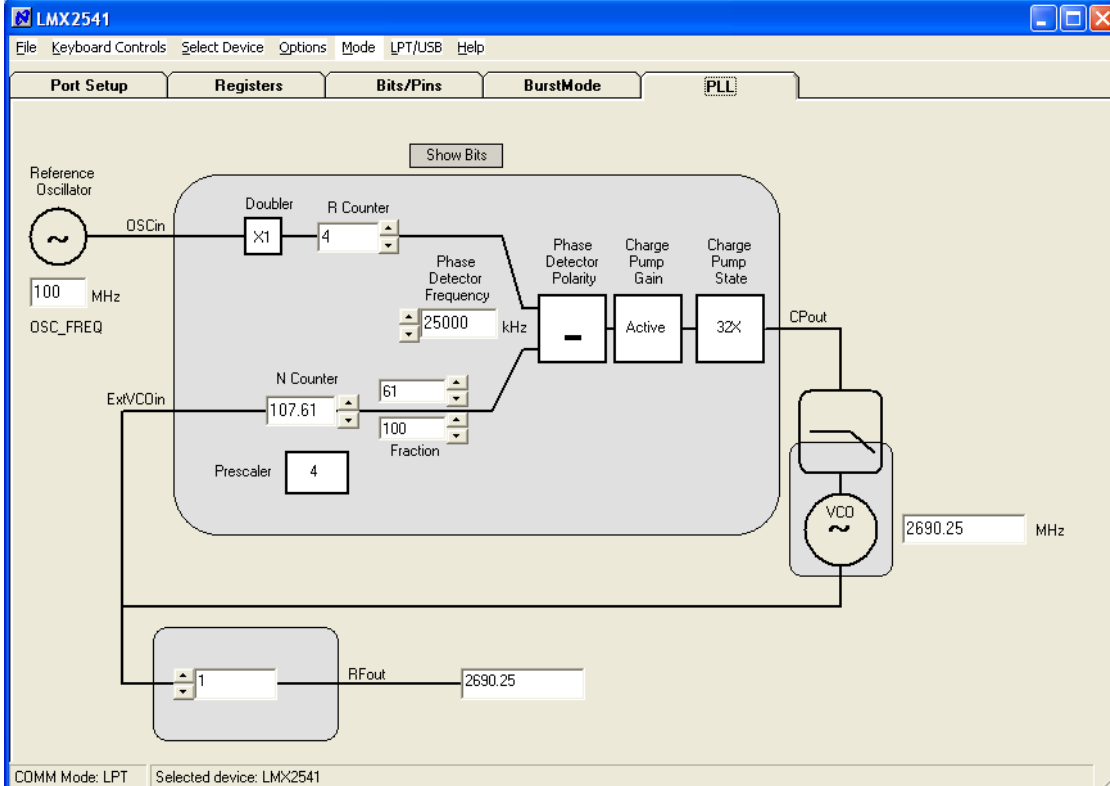 LMX2541
File Keyboard Controls Select Device Options Mode LPT/USB Help
Port Setup Registers Bits/Pins BurstMode PLL
Show Bits
Reference
Oscillator
~
100 MHz
OSC_FREQ
OSCin
Doubler
X1
R Counter
4
Phase
Detector
Frequency
25000 kHz
Phase
Detector
Polarity
-
Charge
Pump
Gain
Active
Charge
Pump
State
32X
CPout
ExtVCOin
N Counter
107.61
61
100
Fraction
Prescaler 4
VCO
~
2690.25 MHz
1
RFout
2690.25
COMM Mode: LPT Selected device: LMX2541